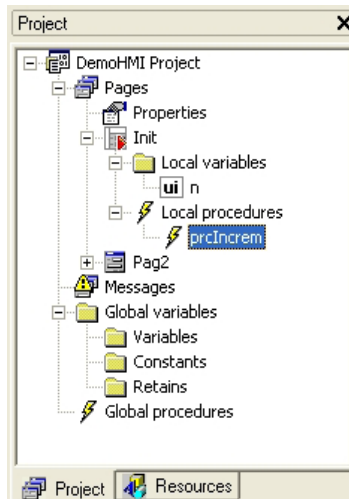 Project
DemoHMI Project
Pages
Properties
Init
Local variables
ui n
Local procedures
prcIncrem
Pag2
Messages
Global variables
Variables
Constants
Retains
Global procedures
Project Resources